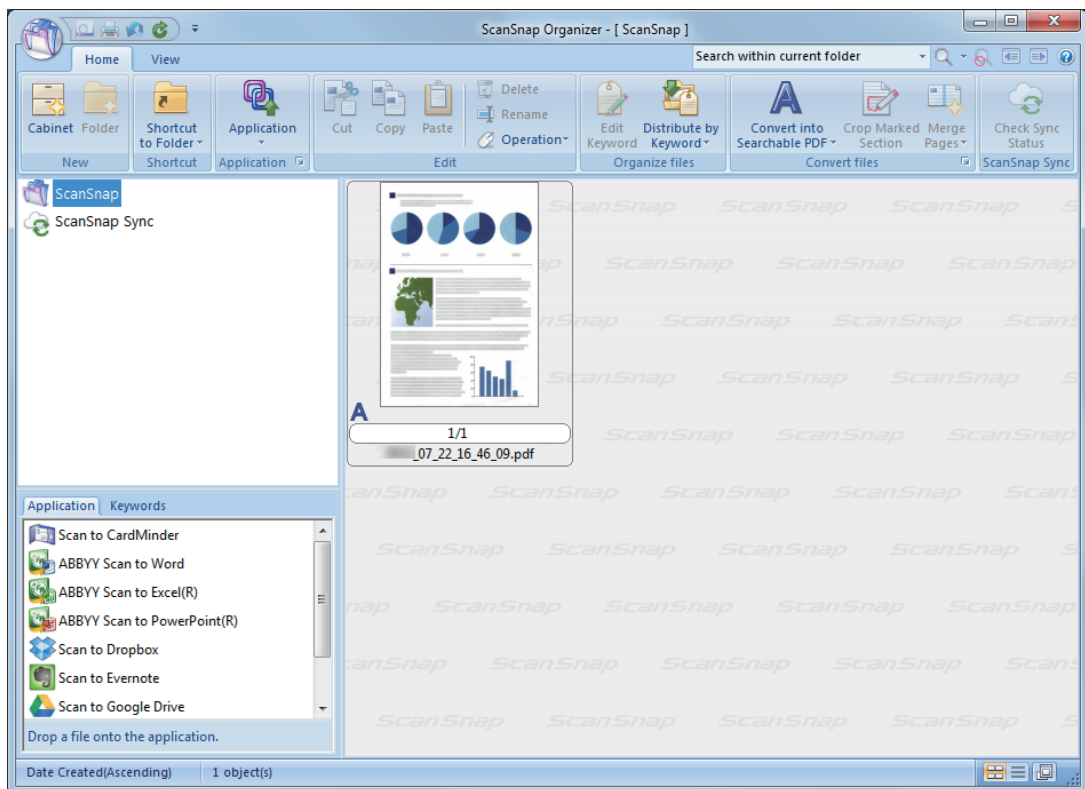 ScanSnap Organizer - [ ScanSnap ]
Home View
Search within current folder
Cabinet Folder
New
Shortcut
to Folder
Shortcut
Application
Application
Cut Copy Paste
Delete
Rename
Operation
Edit
Edit
Keyword
Distribute by
Keyword
Organize files
Convert into
Searchable PDF
Crop Marked
Section
Merge
Pages
Convert files
Check Sync
Status
ScanSnap Sync
ScanSnap
ScanSnap Sync
A
1/1
_07_22_16_46_09.pdf
Application Keywords
Scan to CardMinder
ABBYY Scan to Word
ABBYY Scan to Excel(R)
ABBYY Scan to PowerPoint(R)
Scan to Dropbox
Scan to Evernote
Scan to Google Drive
Drop a file onto the application.
Date Created(Ascending) 1 object(s)